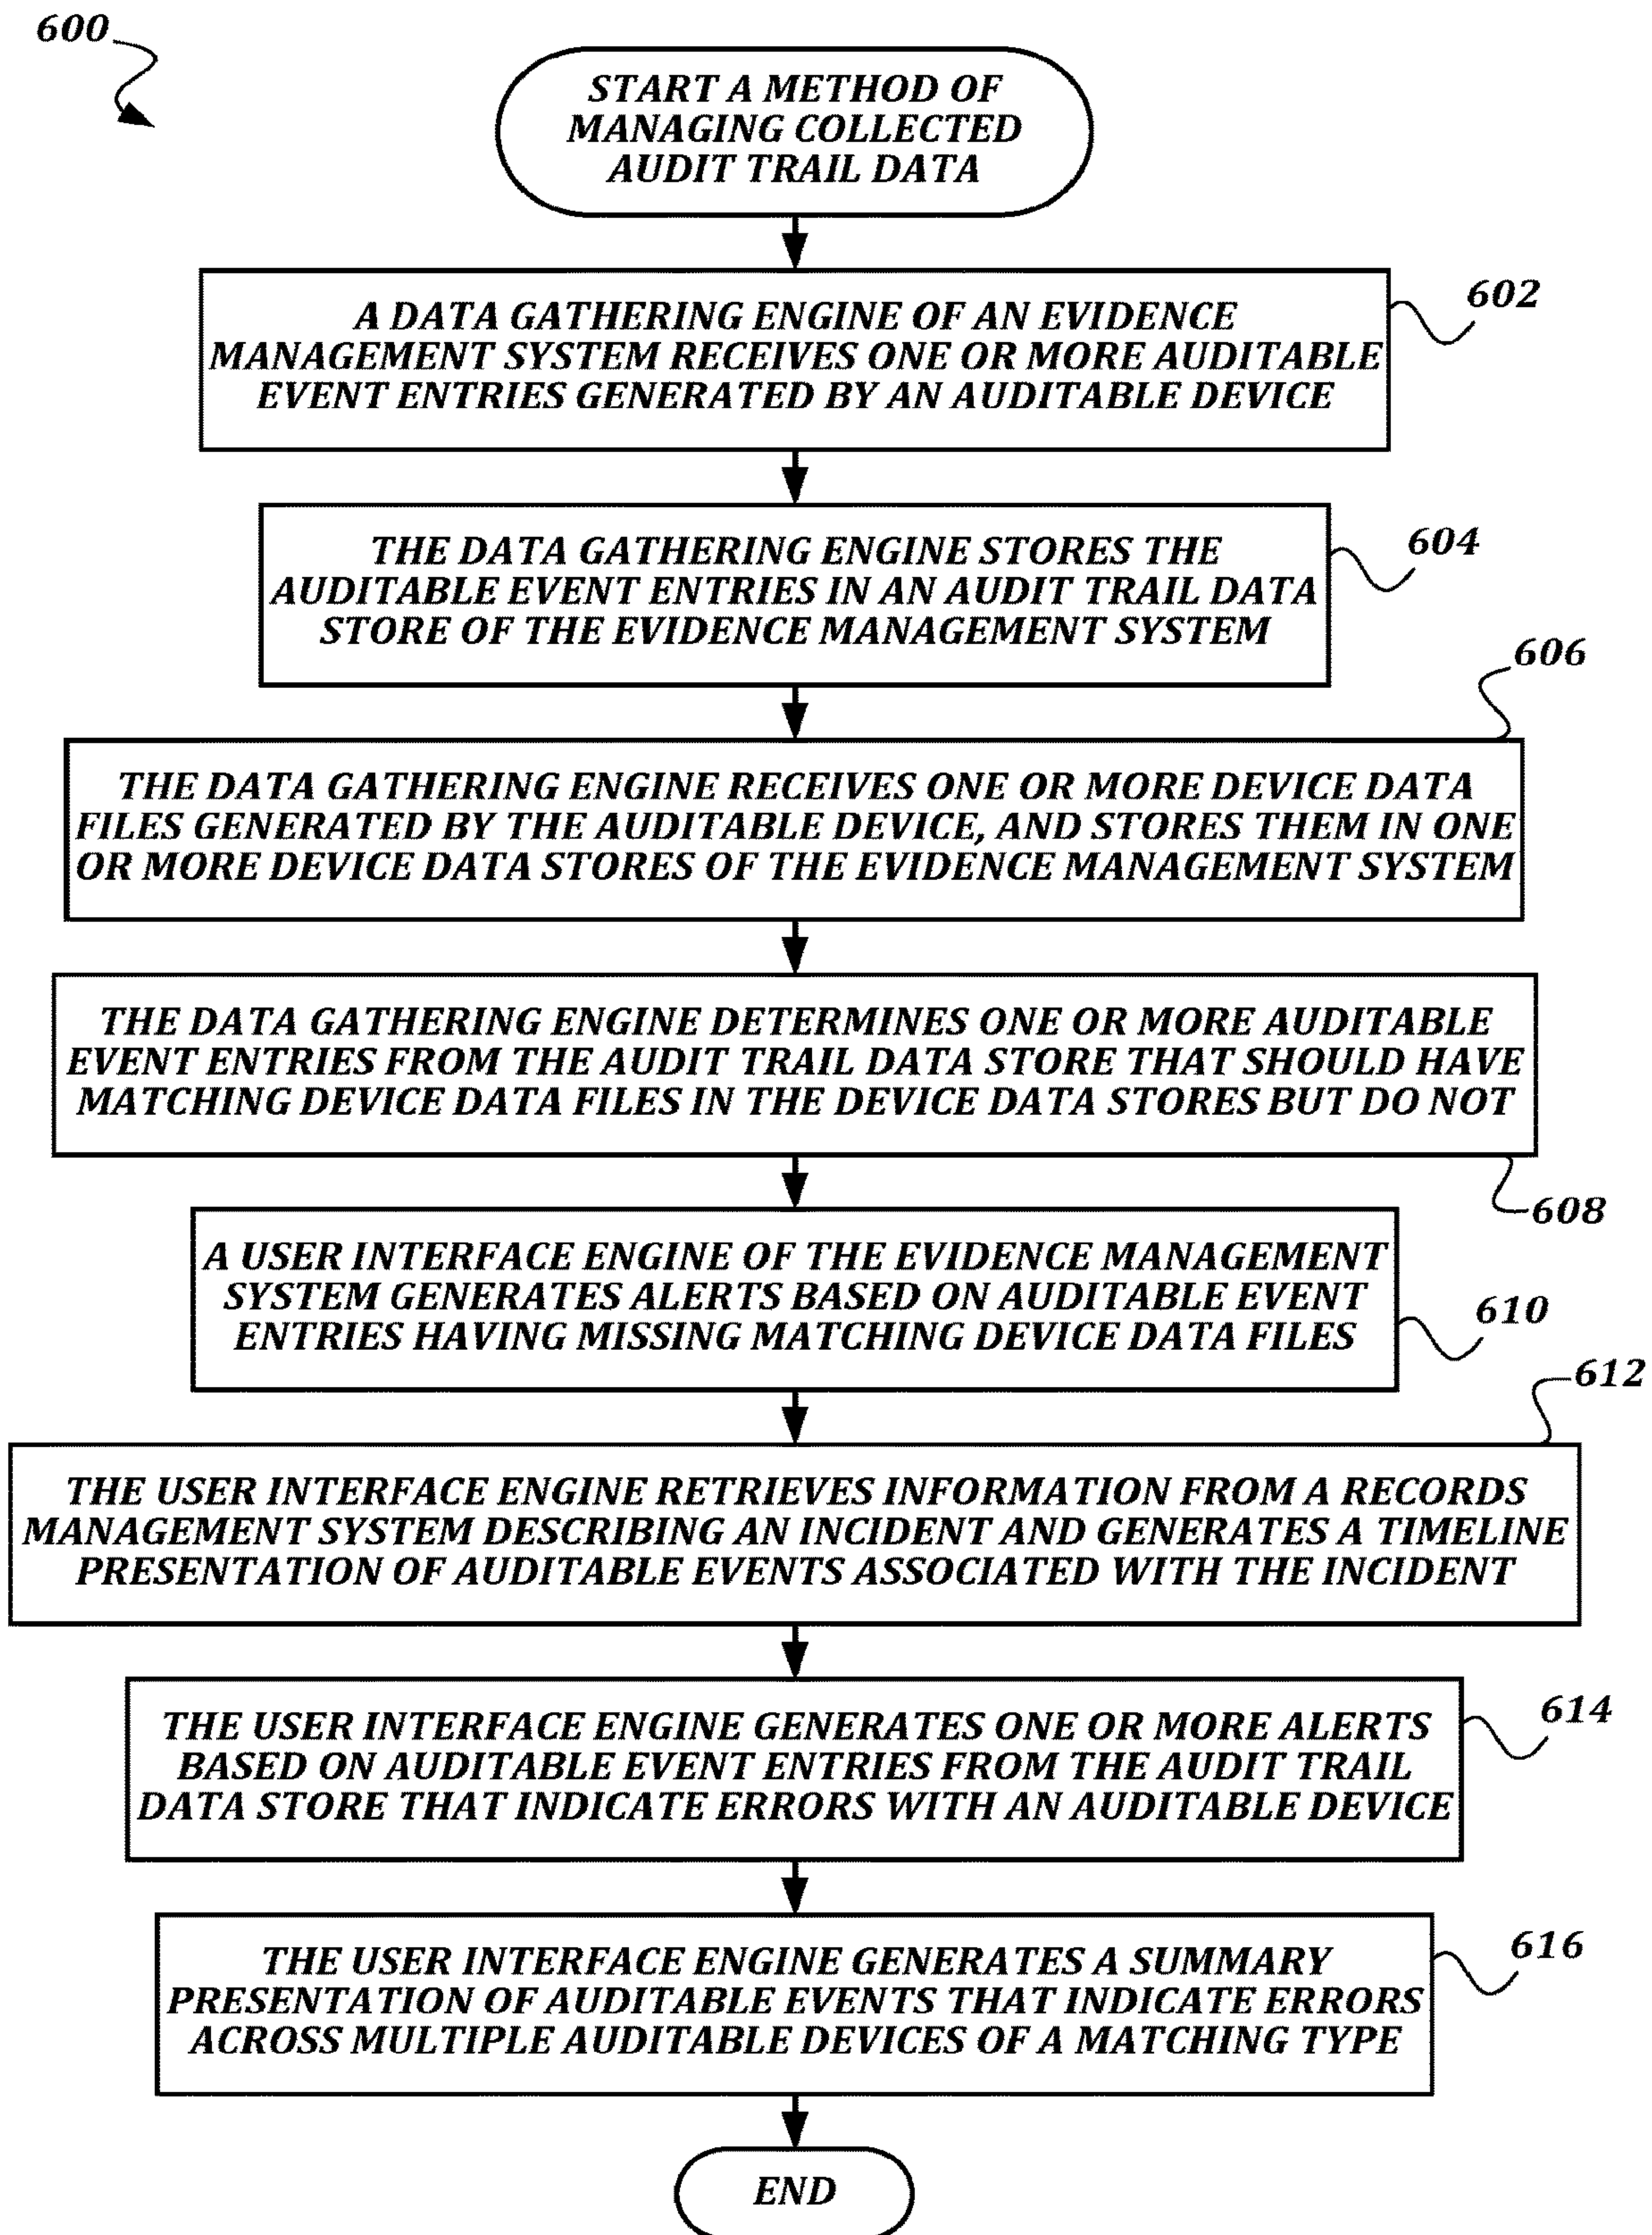 600
START A METHOD OF
MANAGING COLLECTED
AUDIT TRAIL DATA
602
A DATA GATHERING ENGINE OF AN EVIDENCE
MANAGEMENT SYSTEM RECEIVES ONE OR MORE AUDITABLE
EVENT ENTRIES GENERATED BY AN AUDITABLE DEVICE
604
THE DATA GATHERING ENGINE STORES THE
AUDITABLE EVENT ENTRIES IN AN AUDIT TRAIL DATA
STORE OF THE EVIDENCE MANAGEMENT SYSTEM
606
THE DATA GATHERING ENGINE RECEIVES ONE OR MORE DEVICE DATA
FILES GENERATED BY THE AUDITABLE DEVICE, AND STORES THEM IN ONE
OR MORE DEVICE DATA STORES OF THE EVIDENCE MANAGEMENT SYSTEM
THE DATA GATHERING ENGINE DETERMINES ONE OR MORE AUDITABLE
EVENT ENTRIES FROM THE AUDIT TRAIL DATA STORE THAT SHOULD HAVE
MATCHING DEVICE DATA FILES IN THE DEVICE DATA STORES BUT DO NOT
608
A USER INTERFACE ENGINE OF THE EVIDENCE MANAGEMENT
SYSTEM GENERATES ALERTS BASED ON AUDITABLE EVENT
ENTRIES HAVING MISSING MATCHING DEVICE DATA FILES
610
612
THE USER INTERFACE ENGINE RETRIEVES INFORMATION FROM A RECORDS
MANAGEMENT SYSTEM DESCRIBING AN INCIDENT AND GENERATES A TIMELINE
PRESENTATION OF AUDITABLE EVENTS ASSOCIATED WITH THE INCIDENT
614
THE USER INTERFACE ENGINE GENERATES ONE OR MORE ALERTS
BASED ON AUDITABLE EVENT ENTRIES FROM THE AUDIT TRAIL
DATA STORE THAT INDICATE ERRORS WITH AN AUDITABLE DEVICE
616
THE USER INTERFACE ENGINE GENERATES A SUMMARY
PRESENTATION OF AUDITABLE EVENTS THAT INDICATE ERRORS
ACROSS MULTIPLE AUDITABLE DEVICES OF A MATCHING TYPE
END